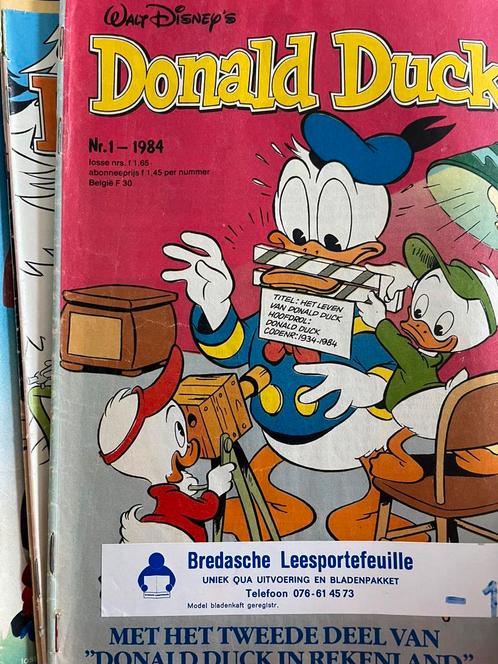 WALT DISNEY'S
Donald Duck
Nr.1 – 1984
losse nrs. f 1,65
abonneeprijs f 1,45 per nummer
België F 30
TITEL: HET LEVEN
VAN DONALD DUCK
HOOFDROL:
DONALD DUCK
CODENR.: 1934-1984
Bredasche Leesportefeuille
UNIEK QUA UITVOERING EN BLADENPAKKET
Telefoon 076-61 45 73
Model bladenkaft geregistr.
- 1
MET HET TWEEDE DEEL VAN
"DONALD DUCK IN REKENLAND"